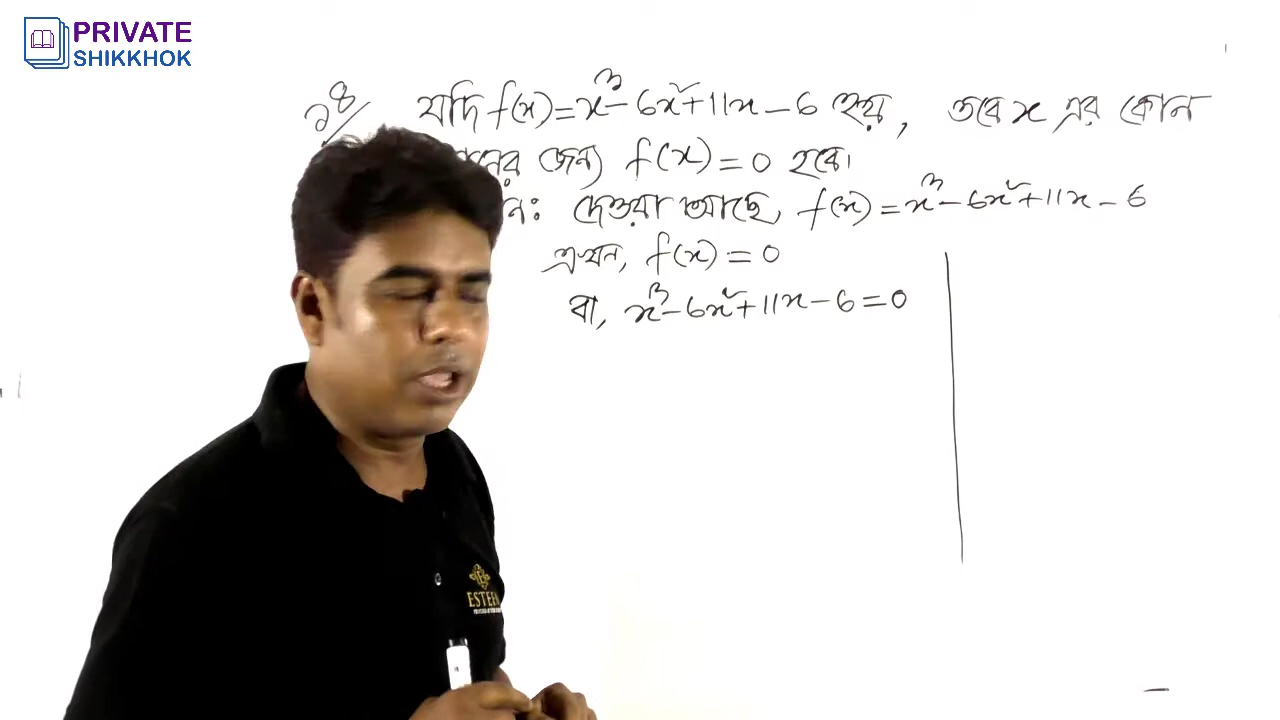 PRIVATE
SHIKKHOK
১৪/ যদি f(x)=x³-6x²+11x-6 হয়, তবে x এর কোন
জন্য f(x)=0 হবে।
দেওয়া আছে, f(x)=x³-6x²+11x-6
এখন, f(x)=0
বা, x³-6x²+11x-6=0